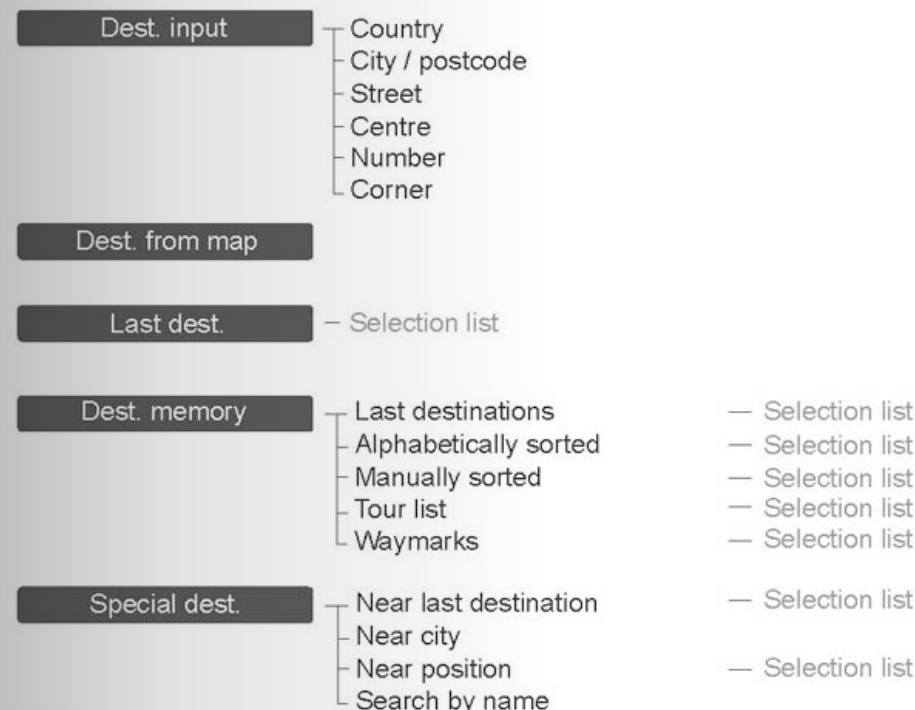 Dest. input Country
City / postcode
Street
Centre
Number
Corner
Dest. from map
Last dest. Selection list
Dest. memory Last destinations Selection list
Alphabetically sorted Selection list
Manually sorted Selection list
Tour list Selection list
Waymarks Selection list
Special dest. Near last destination Selection list
Near city
Near position Selection list
Search by name